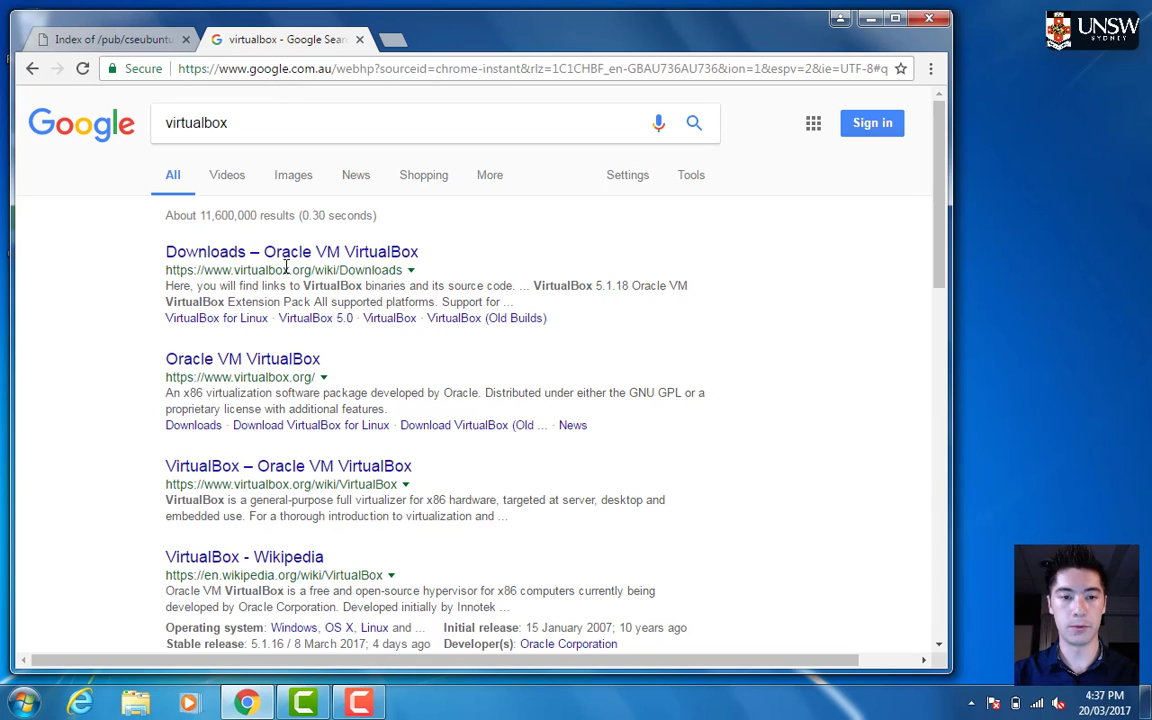 UNSW
SYDNEY
Index of /pub/cseubuntu
virtualbox - Google Sear
Secure
https://www.google.com.au/webhp?sourceid=chrome-instant&rlz=1C1CHBF_en-GBAU736AU736&ion=1&espv=2&ie=UTF-8#q
Google
virtualbox
Sign in
All Videos Images News Shopping More Settings Tools
About 11,600,000 results (0.30 seconds)
Downloads – Oracle VM VirtualBox
https://www.virtualbox.org/wiki/Downloads
Here, you will find links to VirtualBox binaries and its source code. ... VirtualBox 5.1.18 Oracle VM
VirtualBox Extension Pack All supported platforms. Support for ...
VirtualBox for Linux · VirtualBox 5.0 · VirtualBox · VirtualBox (Old Builds)
Oracle VM VirtualBox
https://www.virtualbox.org/
An x86 virtualization software package developed by Oracle. Distributed under either the GNU GPL or a
proprietary license with additional features.
Downloads · Download VirtualBox for Linux · Download VirtualBox (Old ... · News
VirtualBox – Oracle VM VirtualBox
https://www.virtualbox.org/wiki/VirtualBox
VirtualBox is a general-purpose full virtualizer for x86 hardware, targeted at server, desktop and
embedded use. For a thorough introduction to virtualization and ...
VirtualBox - Wikipedia
https://en.wikipedia.org/wiki/VirtualBox
Oracle VM VirtualBox is a free and open-source hypervisor for x86 computers currently being
developed by Oracle Corporation. Developed initially by Innotek ...
Operating system: Windows, OS X, Linux and ... Initial release: 15 January 2007; 10 years ago
Stable release: 5.1.16 / 8 March 2017; 4 days ago Developer(s): Oracle Corporation
4:37 PM
20/03/2017